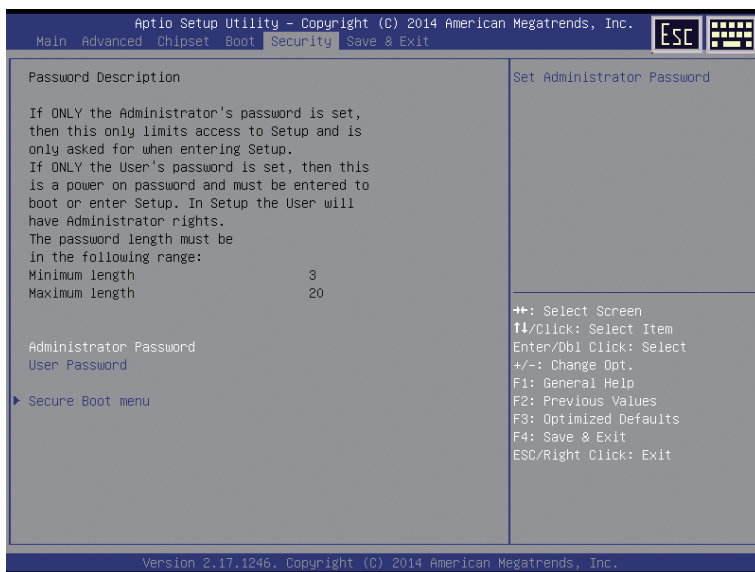 Aptio Setup Utility – Copyright (C) 2014 American Megatrends, Inc.
Esc
Main Advanced Chipset Boot Security Save & Exit
Password Description
If ONLY the Administrator's password is set,
then this only limits access to Setup and is
only asked for when entering Setup.
If ONLY the User's password is set, then this
is a power on password and must be entered to
boot or enter Setup. In Setup the User will
have Administrator rights.
The password length must be
in the following range:
Minimum length 3
Maximum length 20
Administrator Password
User Password
Secure Boot menu
Set Administrator Password
→←: Select Screen
↑↓/Click: Select Item
Enter/Dbl Click: Select
+/-: Change Opt.
F1: General Help
F2: Previous Values
F3: Optimized Defaults
F4: Save & Exit
ESC/Right Click: Exit
Version 2.17.1246. Copyright (C) 2014 American Megatrends, Inc.